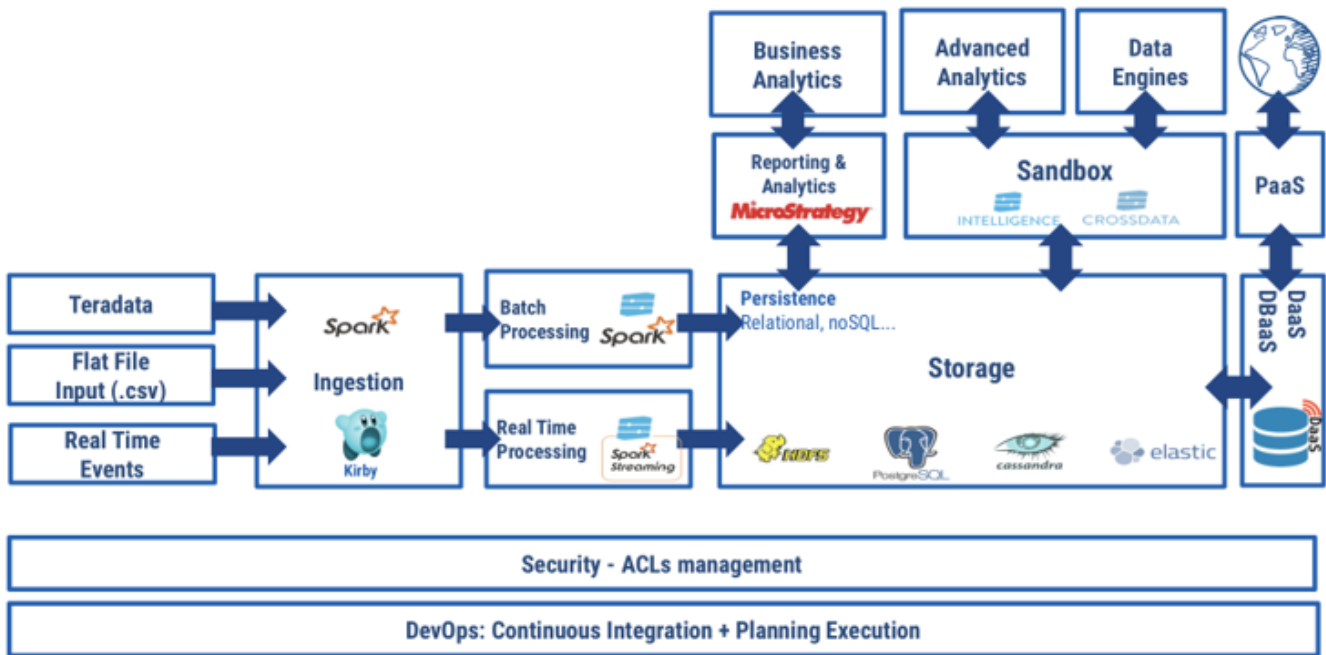 Business
Analytics
Advanced
Analytics
Data
Engines
Reporting &
Analytics
MicroStrategy
Sandbox
INTELLIGENCE
CROSSDATA
PaaS
Teradata
Flat File
Input (.csv)
Real Time
Events
Spark
Ingestion
Kirby
Batch
Processing
Spark
Real Time
Processing
Spark
Streaming
Persistence
Relational, noSQL...
Storage
HDFS
PostgreSQL
cassandra
elastic
DaaS
DBaaS
DaaS
Security - ACLs management
DevOps: Continuous Integration + Planning Execution